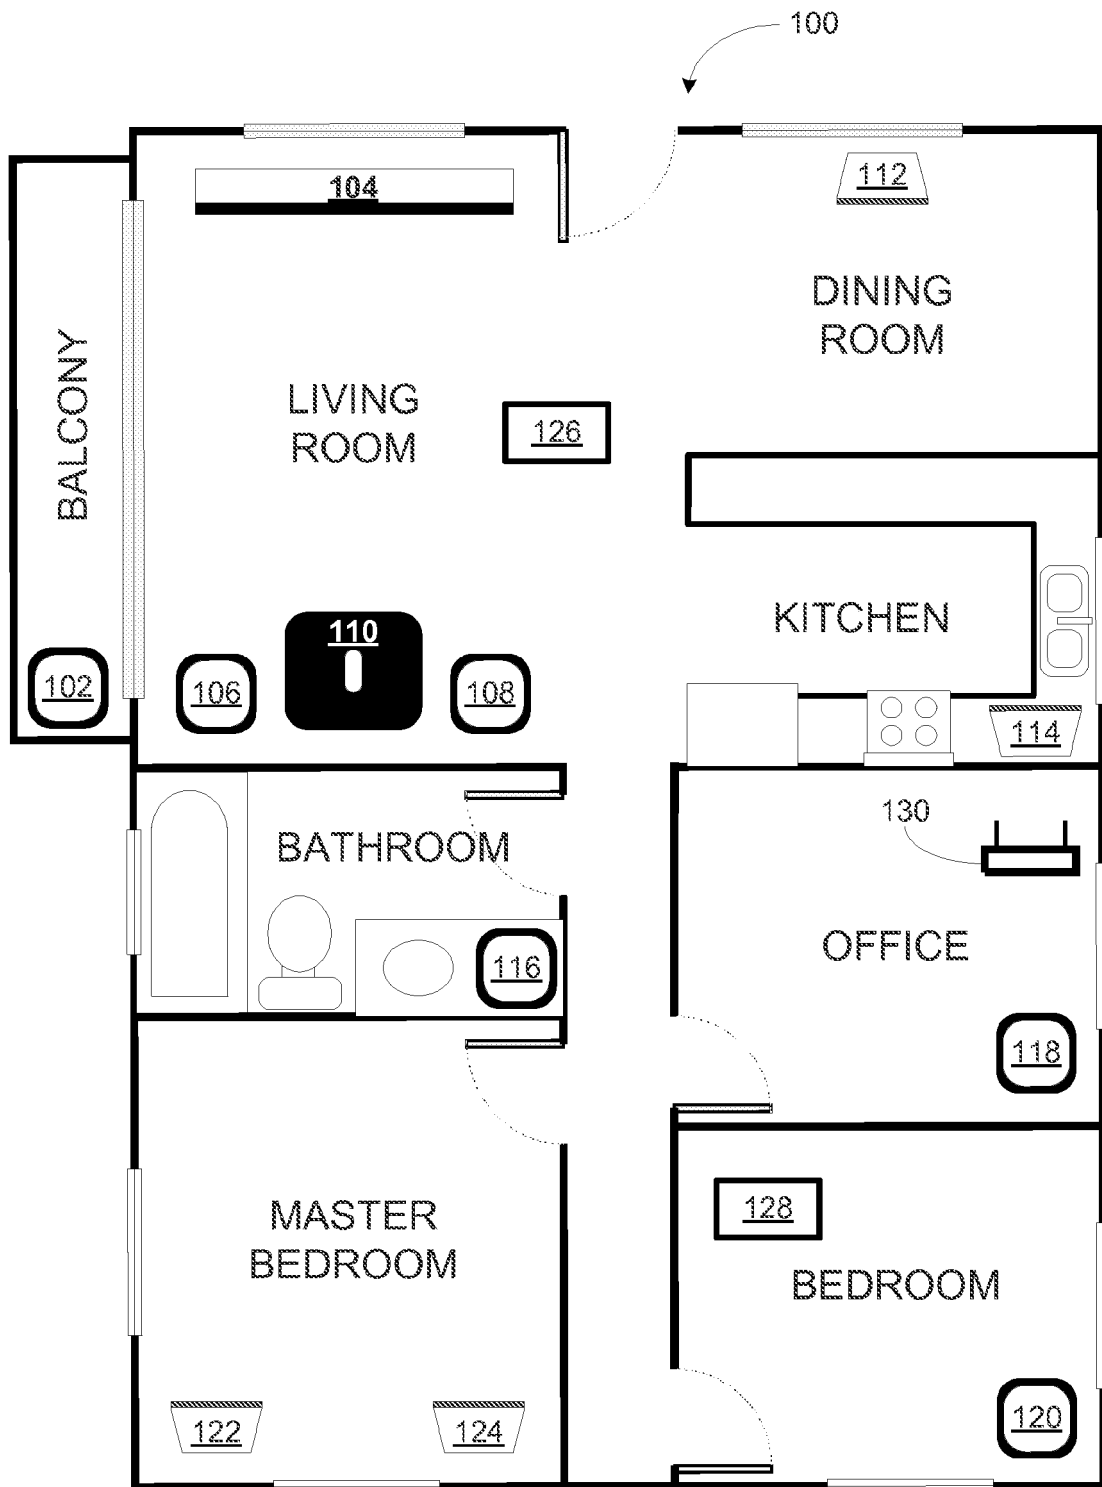 100
104
112
DINING
ROOM
BALCONY
LIVING
ROOM
126
KITCHEN
110
102
106
108
114
130
BATHROOM
OFFICE
116
118
MASTER
BEDROOM
128
BEDROOM
122
124
120